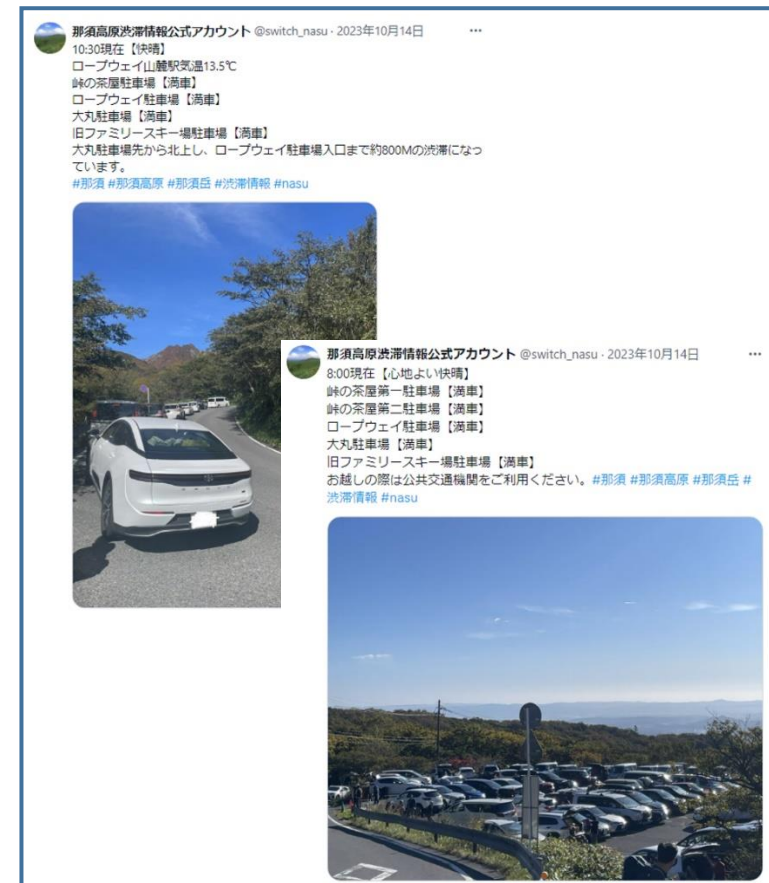 那須高原渋滞情報公式アカウント @switch_nasu · 2023年10月14日 ...
10:30現在【快晴】
ロープウェイ山麓駅気温13.5℃
峠の茶屋駐車場【満車】
ロープウェイ駐車場【満車】
大丸駐車場【満車】
旧ファミリースキー場駐車場【満車】
大丸駐車場先から北上し、ロープウェイ駐車場入口まで約800Mの渋滞になっ
ています。
#那須 #那須高原 #那須岳 #渋滞情報 #nasu
那須高原渋滞情報公式アカウント @switch_nasu · 2023年10月14日 ...
8:00現在【心地よい快晴】
峠の茶屋第一駐車場【満車】
峠の茶屋第二駐車場【満車】
ロープウェイ駐車場【満車】
大丸駐車場【満車】
旧ファミリースキー場駐車場【満車】
お越しの際は公共交通機関をご利用ください。#那須 #那須高原 #那須岳 #
渋滞情報 #nasu